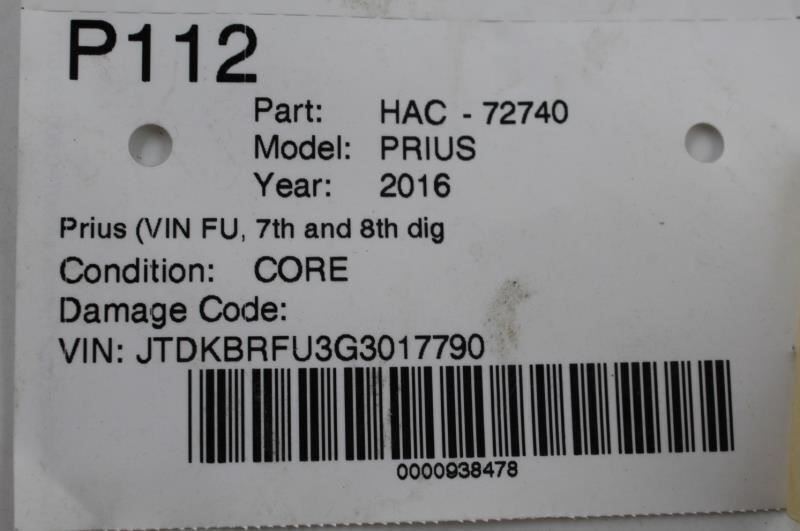 P112
Part: HAC - 72740
Model: PRIUS
Year: 2016
Prius (VIN FU, 7th and 8th dig
Condition: CORE
Damage Code:
VIN: JTDKBRFU3G3017790
0000938478